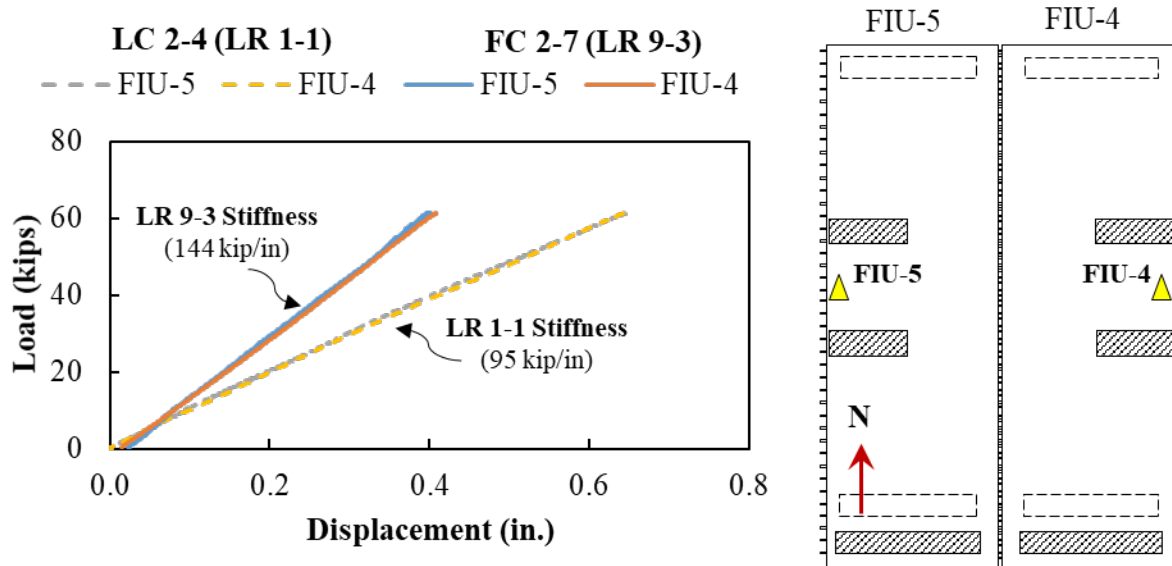 LC 2-4 (LR 1-1) FC 2-7 (LR 9-3)
FIU-5 FIU-4 FIU-5 FIU-4
80
60
40
20
0
Load (kips)
LR 9-3 Stiffness
(144 kip/in)
LR 1-1 Stiffness
(95 kip/in)
0.0 0.2 0.4 0.6 0.8
Displacement (in.)
FIU-5 FIU-4
FIU-5 FIU-4
N